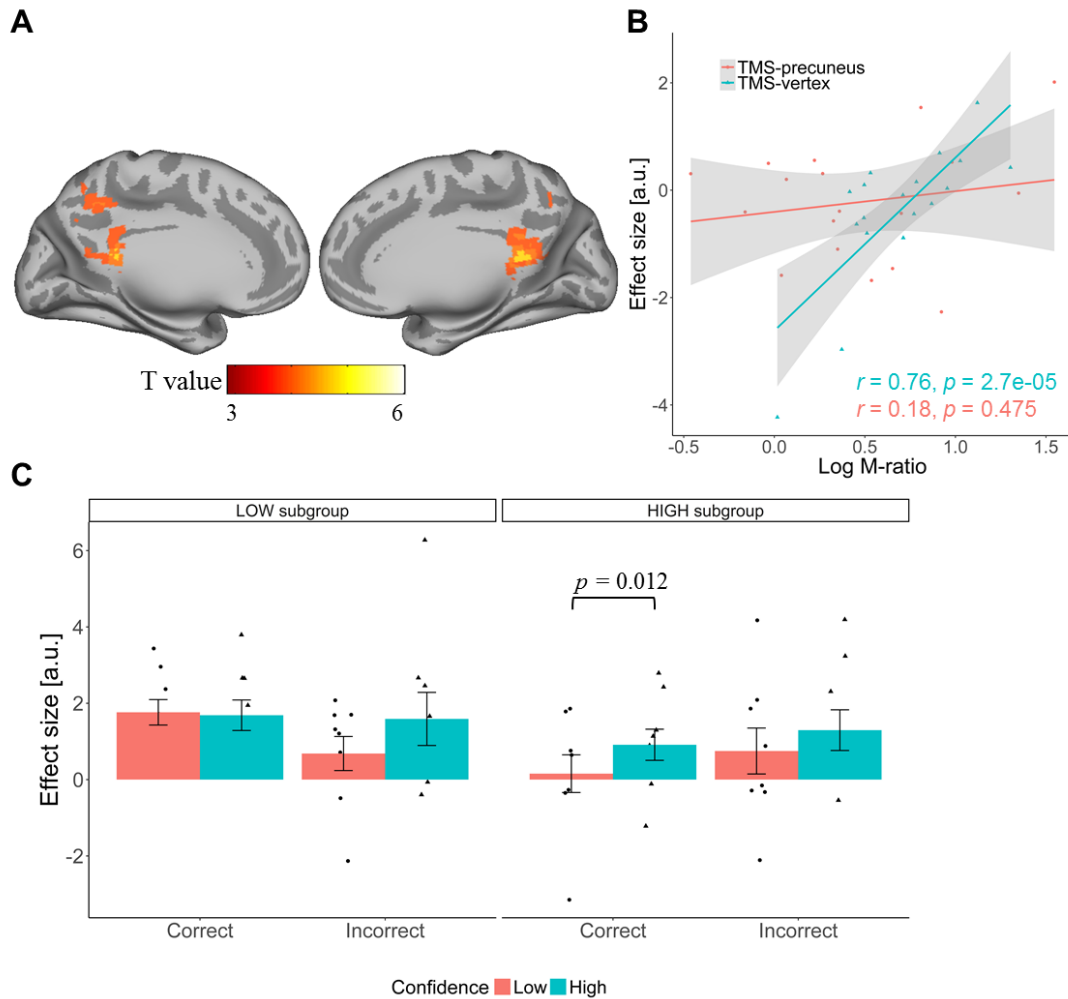 A
T value
3
6
B
TMS-precuneus
TMS-vertex
Effect size [a.u.]
2
0
-2
-4
r = 0.76, p = 2.7e-05
r = 0.18, p = 0.475
-0.5
0.0
0.5
1.0
1.5
Log M-ratio
C
LOW subgroup
HIGH subgroup
Effect size [a.u.]
6
4
2
0
-2
p = 0.012
Correct
Incorrect
Correct
Incorrect
Confidence Low High